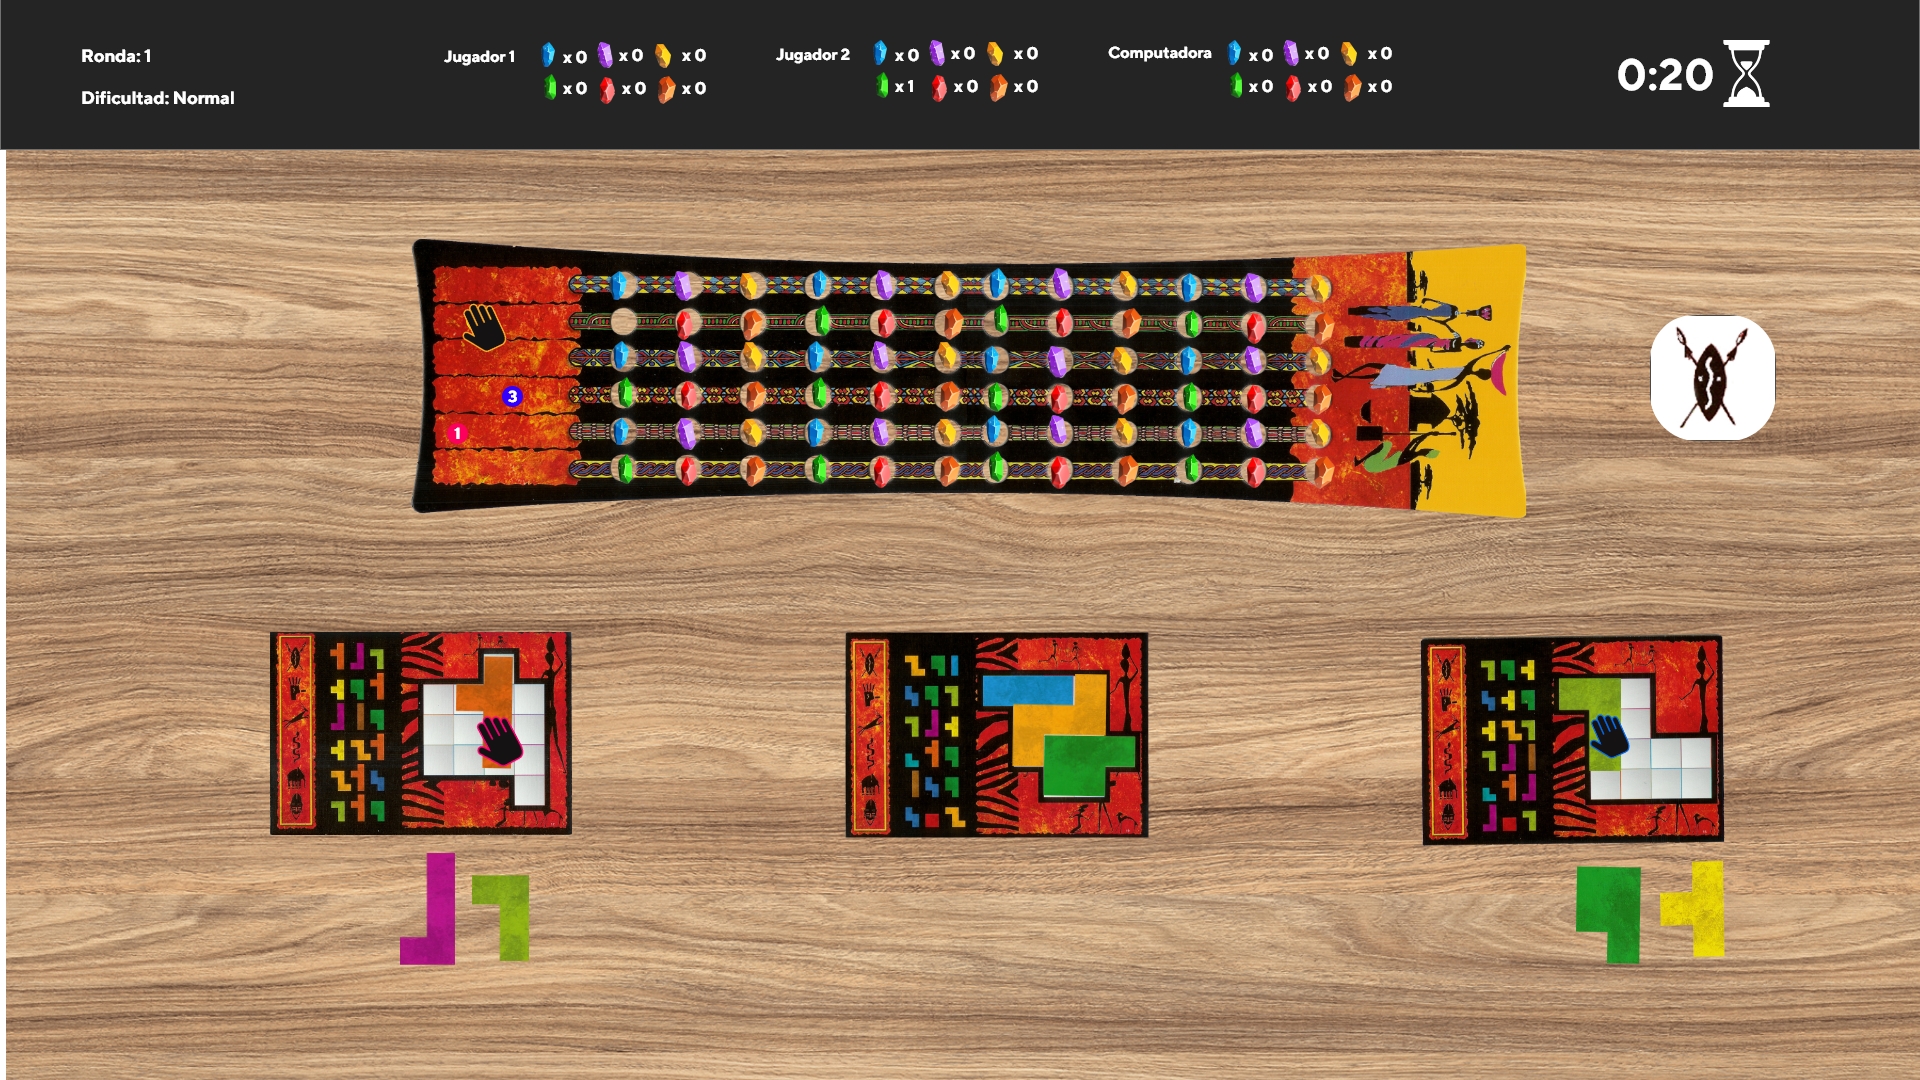 Ronda: 1
Dificultad: Normal
Jugador 1 x 0 x 0 x 0
x 0 x 0 x 0
Jugador 2 x 0 x 0 x 0
x 1 x 0 x 0
Computadora x 0 x 0 x 0
x 0 x 0 x 0
0:20
3
1